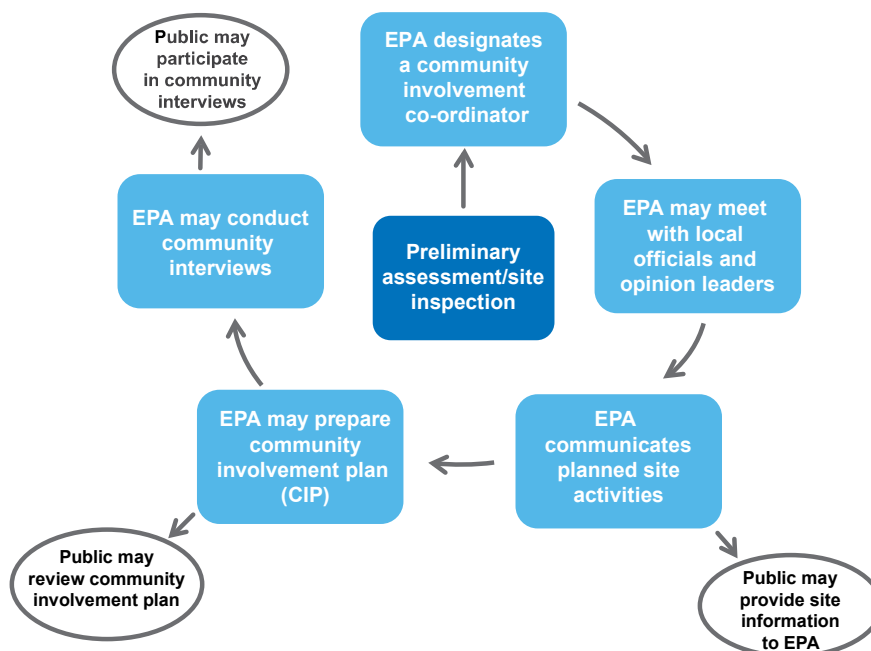 Public may
participate
in community
interviews
EPA designates
a community
involvement
co-ordinator
EPA may conduct
community
interviews
Preliminary
assessment/site
inspection
EPA may meet
with local
officials and
opinion leaders
EPA may prepare
community
involvement plan
(CIP)
EPA
communicates
planned site
activities
Public may
review community
involvement plan
Public may
provide site
information
to EPA